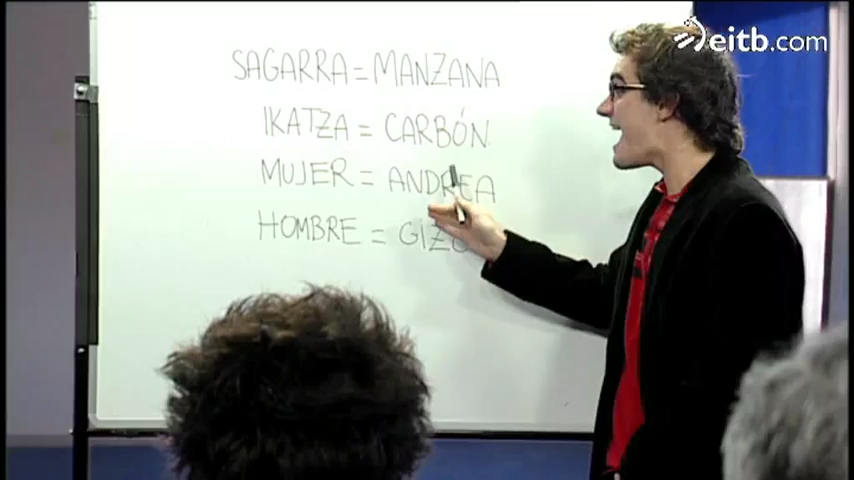 eitb.com
SAGARRA = MANZANA
IKATZA = CARBÓN
MUJER = ANDREA
HOMBRE =